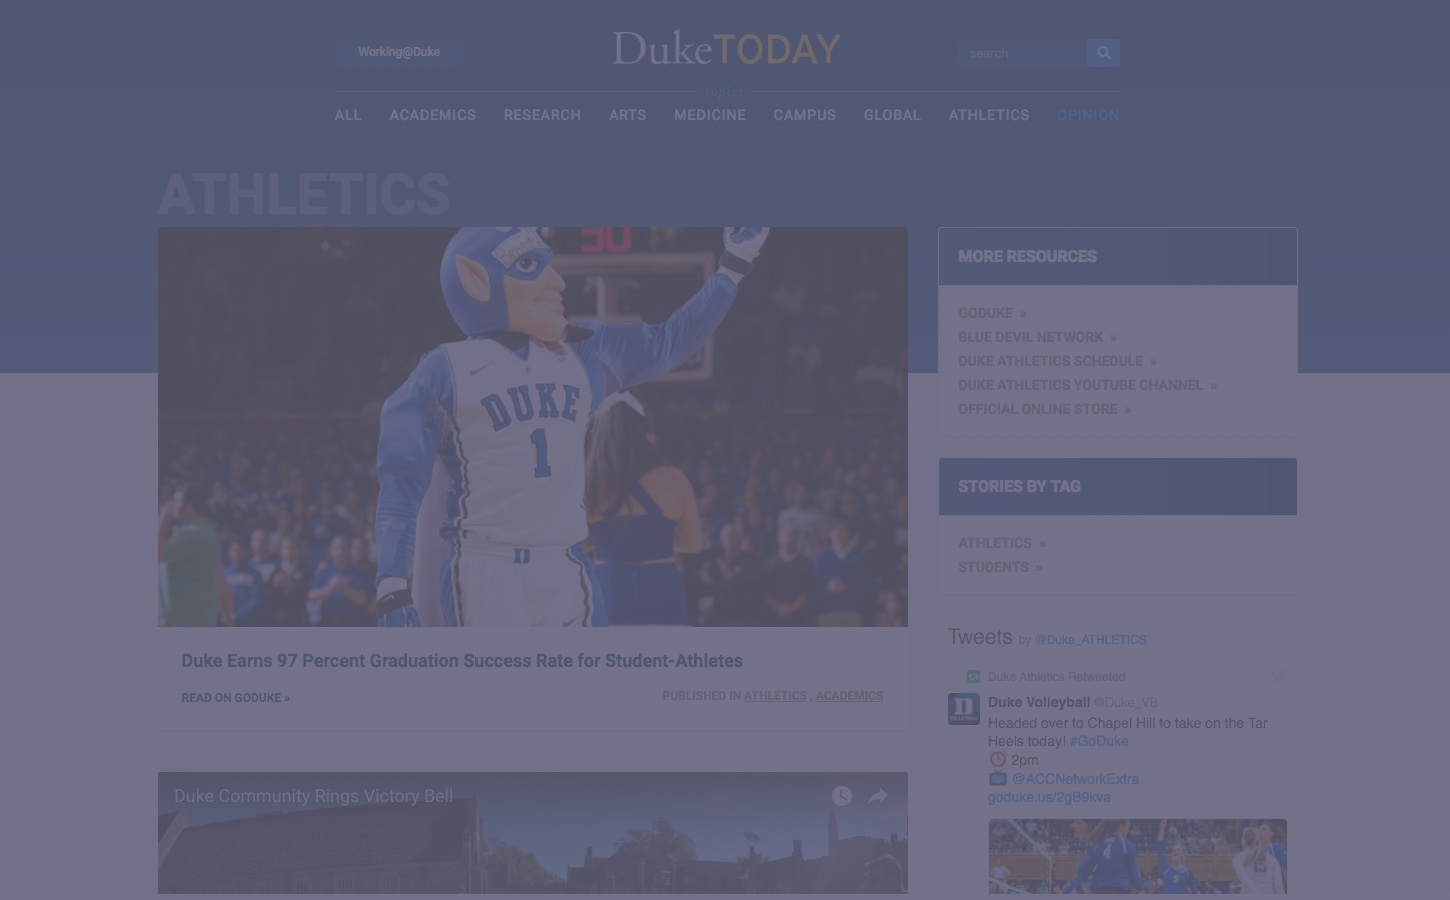 Working@Duke
DukeTODAY
search
topics
ALL ACADEMICS RESEARCH ARTS MEDICINE CAMPUS GLOBAL ATHLETICS OPINION
ATHLETICS
30
DUKE
1
D
Duke Earns 97 Percent Graduation Success Rate for Student-Athletes
READ ON GODUKE »
PUBLISHED IN ATHLETICS , ACADEMICS
Duke Community Rings Victory Bell
MORE RESOURCES
GODUKE »
BLUE DEVIL NETWORK »
DUKE ATHLETICS SCHEDULE »
DUKE ATHLETICS YOUTUBE CHANNEL »
OFFICIAL ONLINE STORE »
STORIES BY TAG
ATHLETICS »
STUDENTS »
Tweets by @Duke_ATHLETICS
Duke Athletics Retweeted
D
Duke Volleyball @Duke_VB
Headed over to Chapel Hill to take on the Tar
Heels today! #GoDuke
⏰ 2pm
📺 @ACCNetworkExtra
goduke.us/2gB9kva
4
5